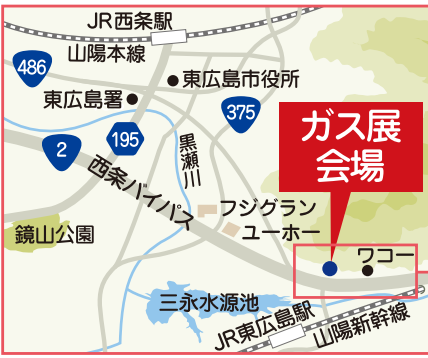 JR西条駅
山陽本線
486
東広島市役所
東広島署
375
ガス展
会場
195
2
黒瀬川
西条バイパス
フジグラン
ユーホー
鏡山公園
ワコー
三永水源池
JR東広島駅
山陽新幹線